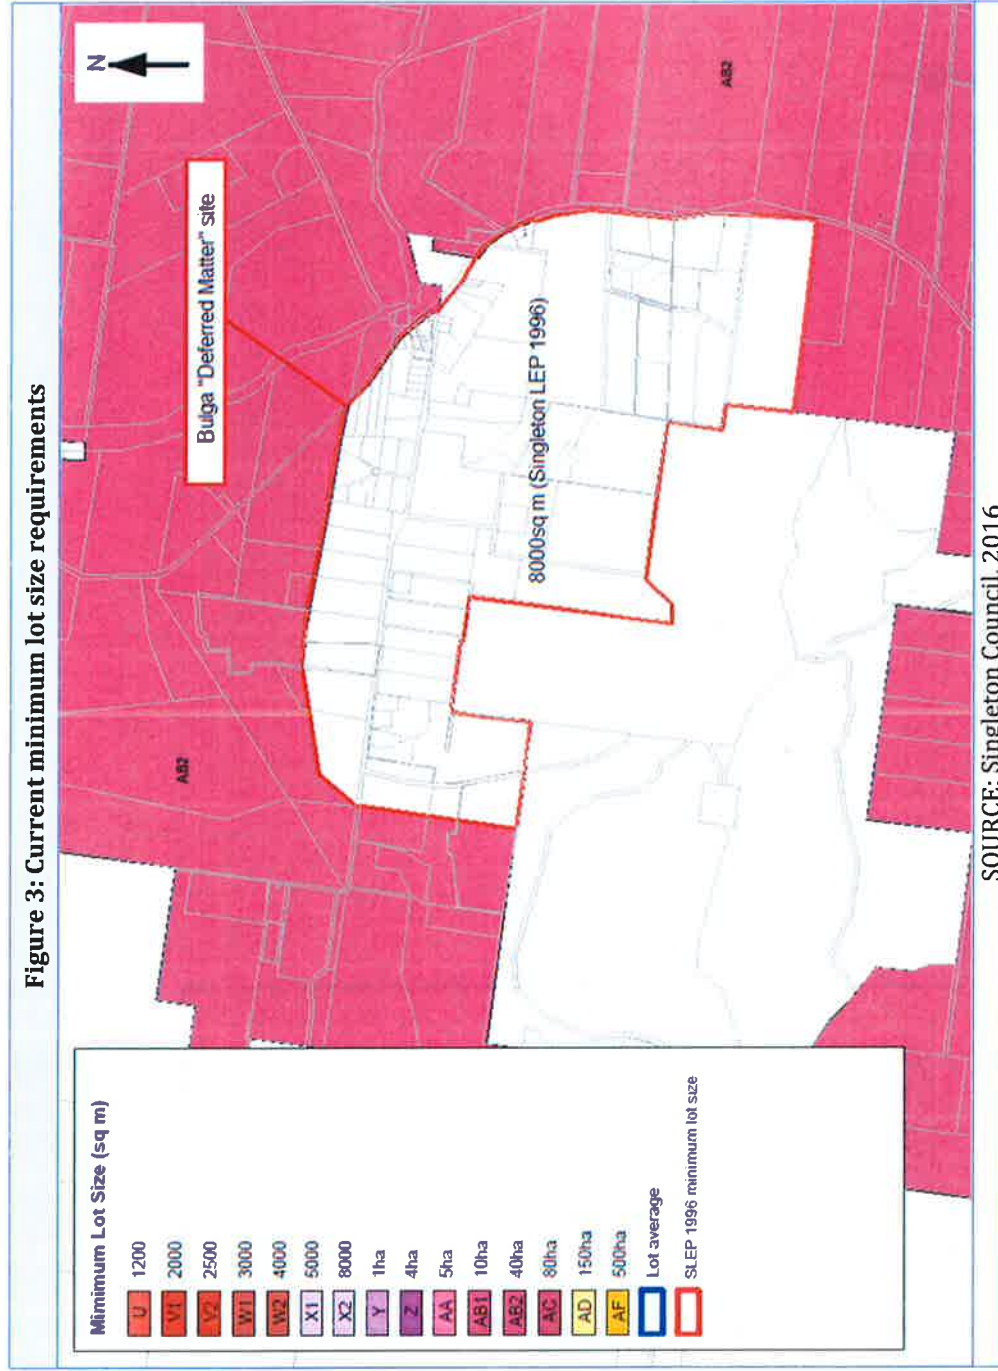 Figure 3: Current minimum lot size requirements
N
Bulga "Deferred Matter" site
AB2
AB2
8000sq m (Singleton LEP 1996)
Mimimum Lot Size (sq m)
U 1200
V1 2000
V2 2500
W1 3000
W2 4000
X1 5000
X2 8000
Y 1ha
Z 4ha
AA 5ha
AB1 10ha
AB2 40ha
AC 80ha
AD 150ha
AF 500ha
Lot average
SLEP 1996 minimum lot size
SOURCE: Singleton Council, 2016